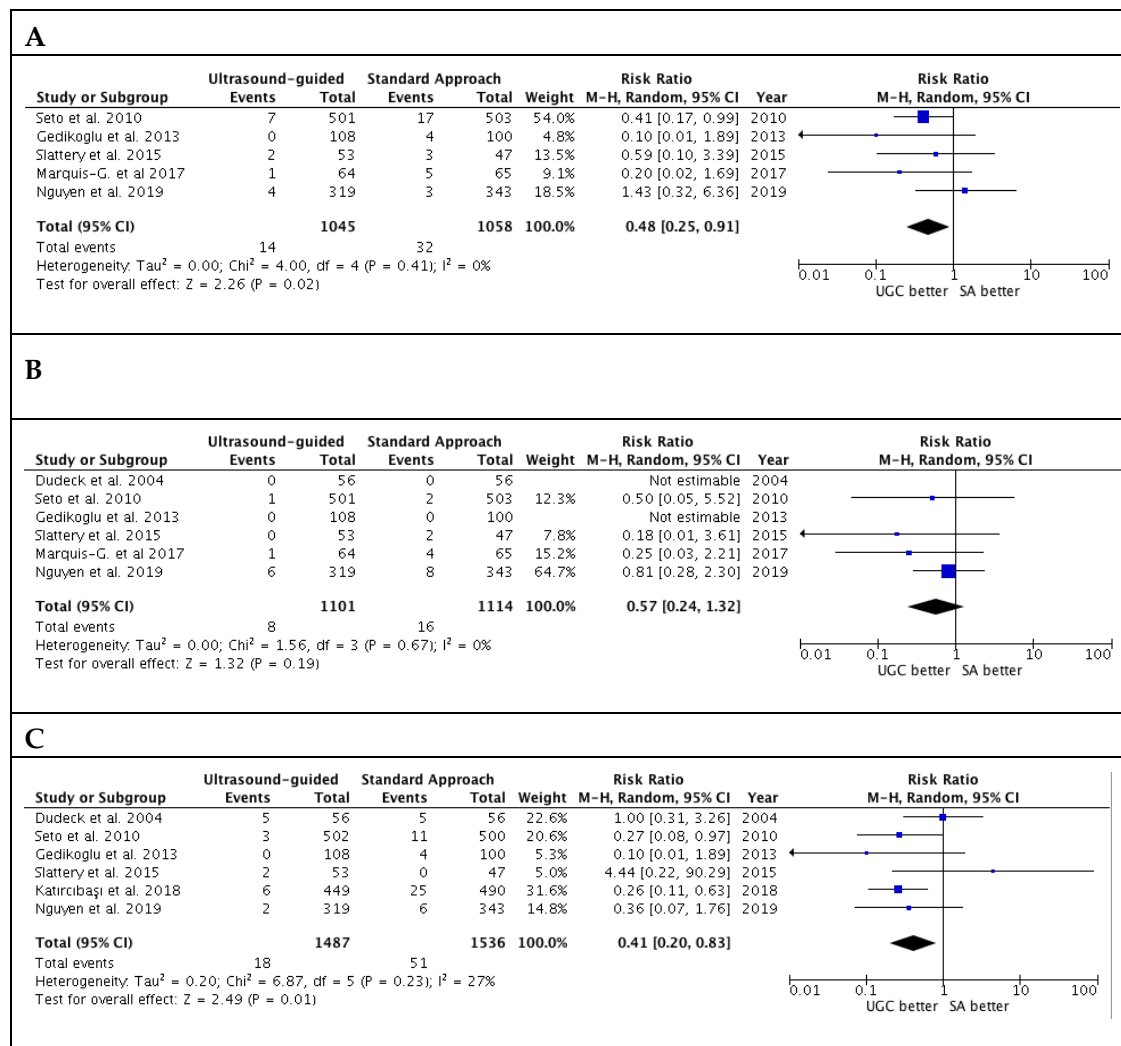 A
Ultrasound-guided Standard Approach Risk Ratio Risk Ratio
Study or Subgroup Events Total Events Total Weight M-H, Random, 95% CI Year M-H, Random, 95% CI
Seto et al. 2010 7 501 17 503 54.0% 0.41 [0.17, 0.99] 2010
Gedikoglu et al. 2013 0 108 4 100 4.8% 0.10 [0.01, 1.89] 2013
Slattery et al. 2015 2 53 3 47 13.5% 0.59 [0.10, 3.39] 2015
Marquis-G. et al 2017 1 64 5 65 9.1% 0.20 [0.02, 1.69] 2017
Nguyen et al. 2019 4 319 3 343 18.5% 1.43 [0.32, 6.36] 2019
Total (95% CI) 1045 1058 100.0% 0.48 [0.25, 0.91]
Total events 14 32
Heterogeneity: Tau² = 0.00; Chi² = 4.00, df = 4 (P = 0.41); I² = 0%
Test for overall effect: Z = 2.26 (P = 0.02)
0.01 0.1 1 10 100
UGC better SA better
B
Ultrasound-guided Standard Approach Risk Ratio Risk Ratio
Study or Subgroup Events Total Events Total Weight M-H, Random, 95% CI Year M-H, Random, 95% CI
Dudeck et al. 2004 0 56 0 56 Not estimable 2004
Seto et al. 2010 1 501 2 503 12.3% 0.50 [0.05, 5.52] 2010
Gedikoglu et al. 2013 0 108 0 100 Not estimable 2013
Slattery et al. 2015 0 53 2 47 7.8% 0.18 [0.01, 3.61] 2015
Marquis-G. et al 2017 1 64 4 65 15.2% 0.25 [0.03, 2.21] 2017
Nguyen et al. 2019 6 319 8 343 64.7% 0.81 [0.28, 2.30] 2019
Total (95% CI) 1101 1114 100.0% 0.57 [0.24, 1.32]
Total events 8 16
Heterogeneity: Tau² = 0.00; Chi² = 1.56, df = 3 (P = 0.67); I² = 0%
Test for overall effect: Z = 1.32 (P = 0.19)
0.01 0.1 1 10 100
UGC better SA better
C
Ultrasound-guided Standard Approach Risk Ratio Risk Ratio
Study or Subgroup Events Total Events Total Weight M-H, Random, 95% CI Year M-H, Random, 95% CI
Dudeck et al. 2004 5 56 5 56 22.6% 1.00 [0.31, 3.26] 2004
Seto et al. 2010 3 502 11 500 20.6% 0.27 [0.08, 0.97] 2010
Gedikoglu et al. 2013 0 108 4 100 5.3% 0.10 [0.01, 1.89] 2013
Slattery et al. 2015 2 53 0 47 5.0% 4.44 [0.22, 90.29] 2015
Katırcıbaşı et al. 2018 6 449 25 490 31.6% 0.26 [0.11, 0.63] 2018
Nguyen et al. 2019 2 319 6 343 14.8% 0.36 [0.07, 1.76] 2019
Total (95% CI) 1487 1536 100.0% 0.41 [0.20, 0.83]
Total events 18 51
Heterogeneity: Tau² = 0.20; Chi² = 6.87, df = 5 (P = 0.23); I² = 27%
Test for overall effect: Z = 2.49 (P = 0.01)
0.01 0.1 1 10 100
UGC better SA better